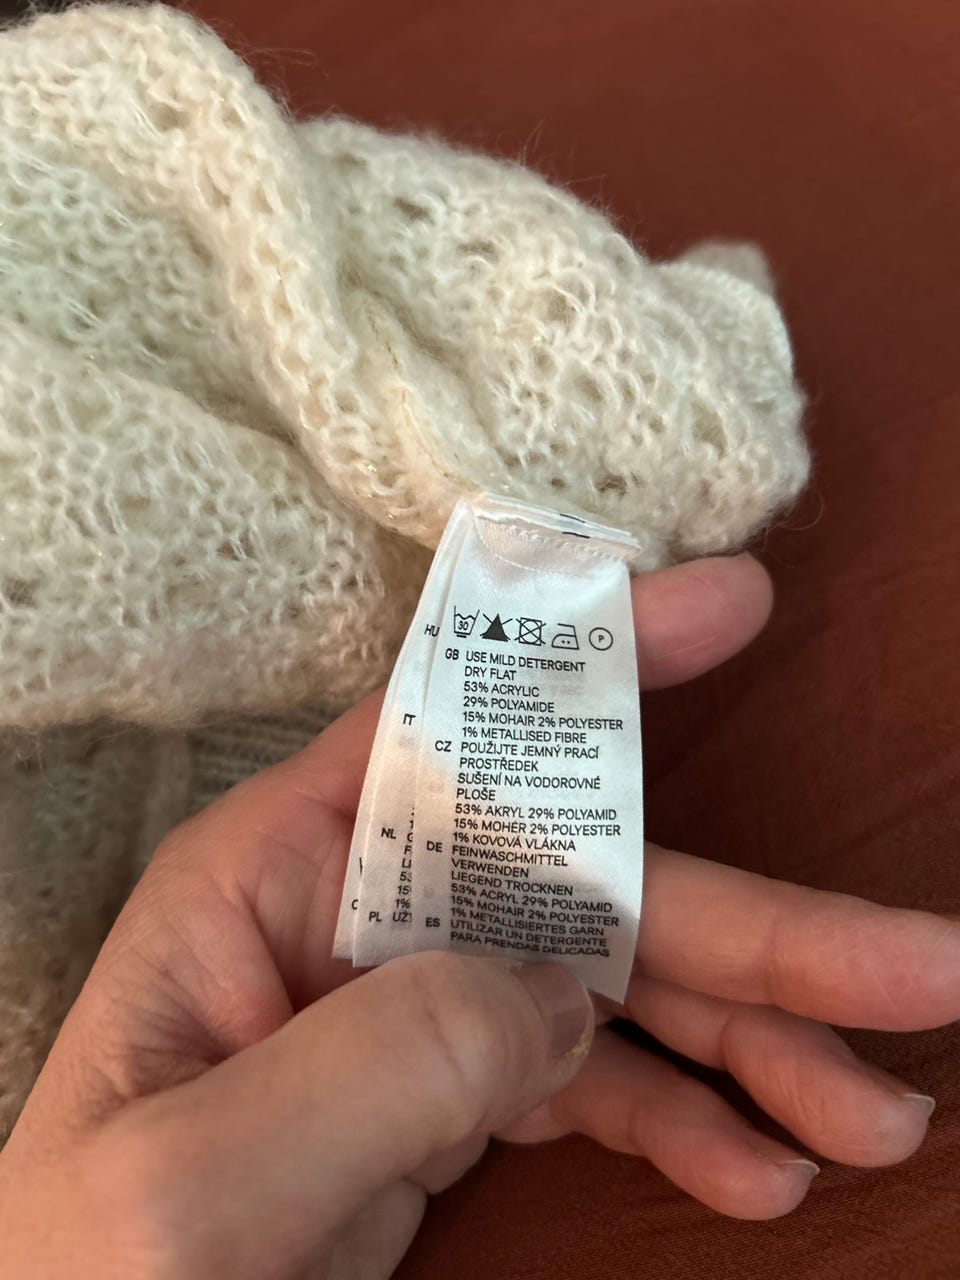 30
P
HU
GB USE MILD DETERGENT
DRY FLAT
53% ACRYLIC
29% POLYAMIDE
15% MOHAIR 2% POLYESTER
1% METALLISED FIBRE
CZ POUŽIJTE JEMNÝ PRACÍ
PROSTŘEDEK
SUŠENÍ NA VODOROVNÉ
PLOŠE
53% AKRYL 29% POLYAMID
15% MOHÉR 2% POLYESTER
1% KOVOVÁ VLÁKNA
DE FEINWASCHMITTEL
VERWENDEN
LIEGEND TROCKNEN
53% ACRYL 29% POLYAMID
15% MOHAIR 2% POLYESTER
1% METALLISIERTES GARN
ES UTILIZAR UN DETERGENTE
PARA PRENDAS DELICADAS
IT
NL
15
1%
PL